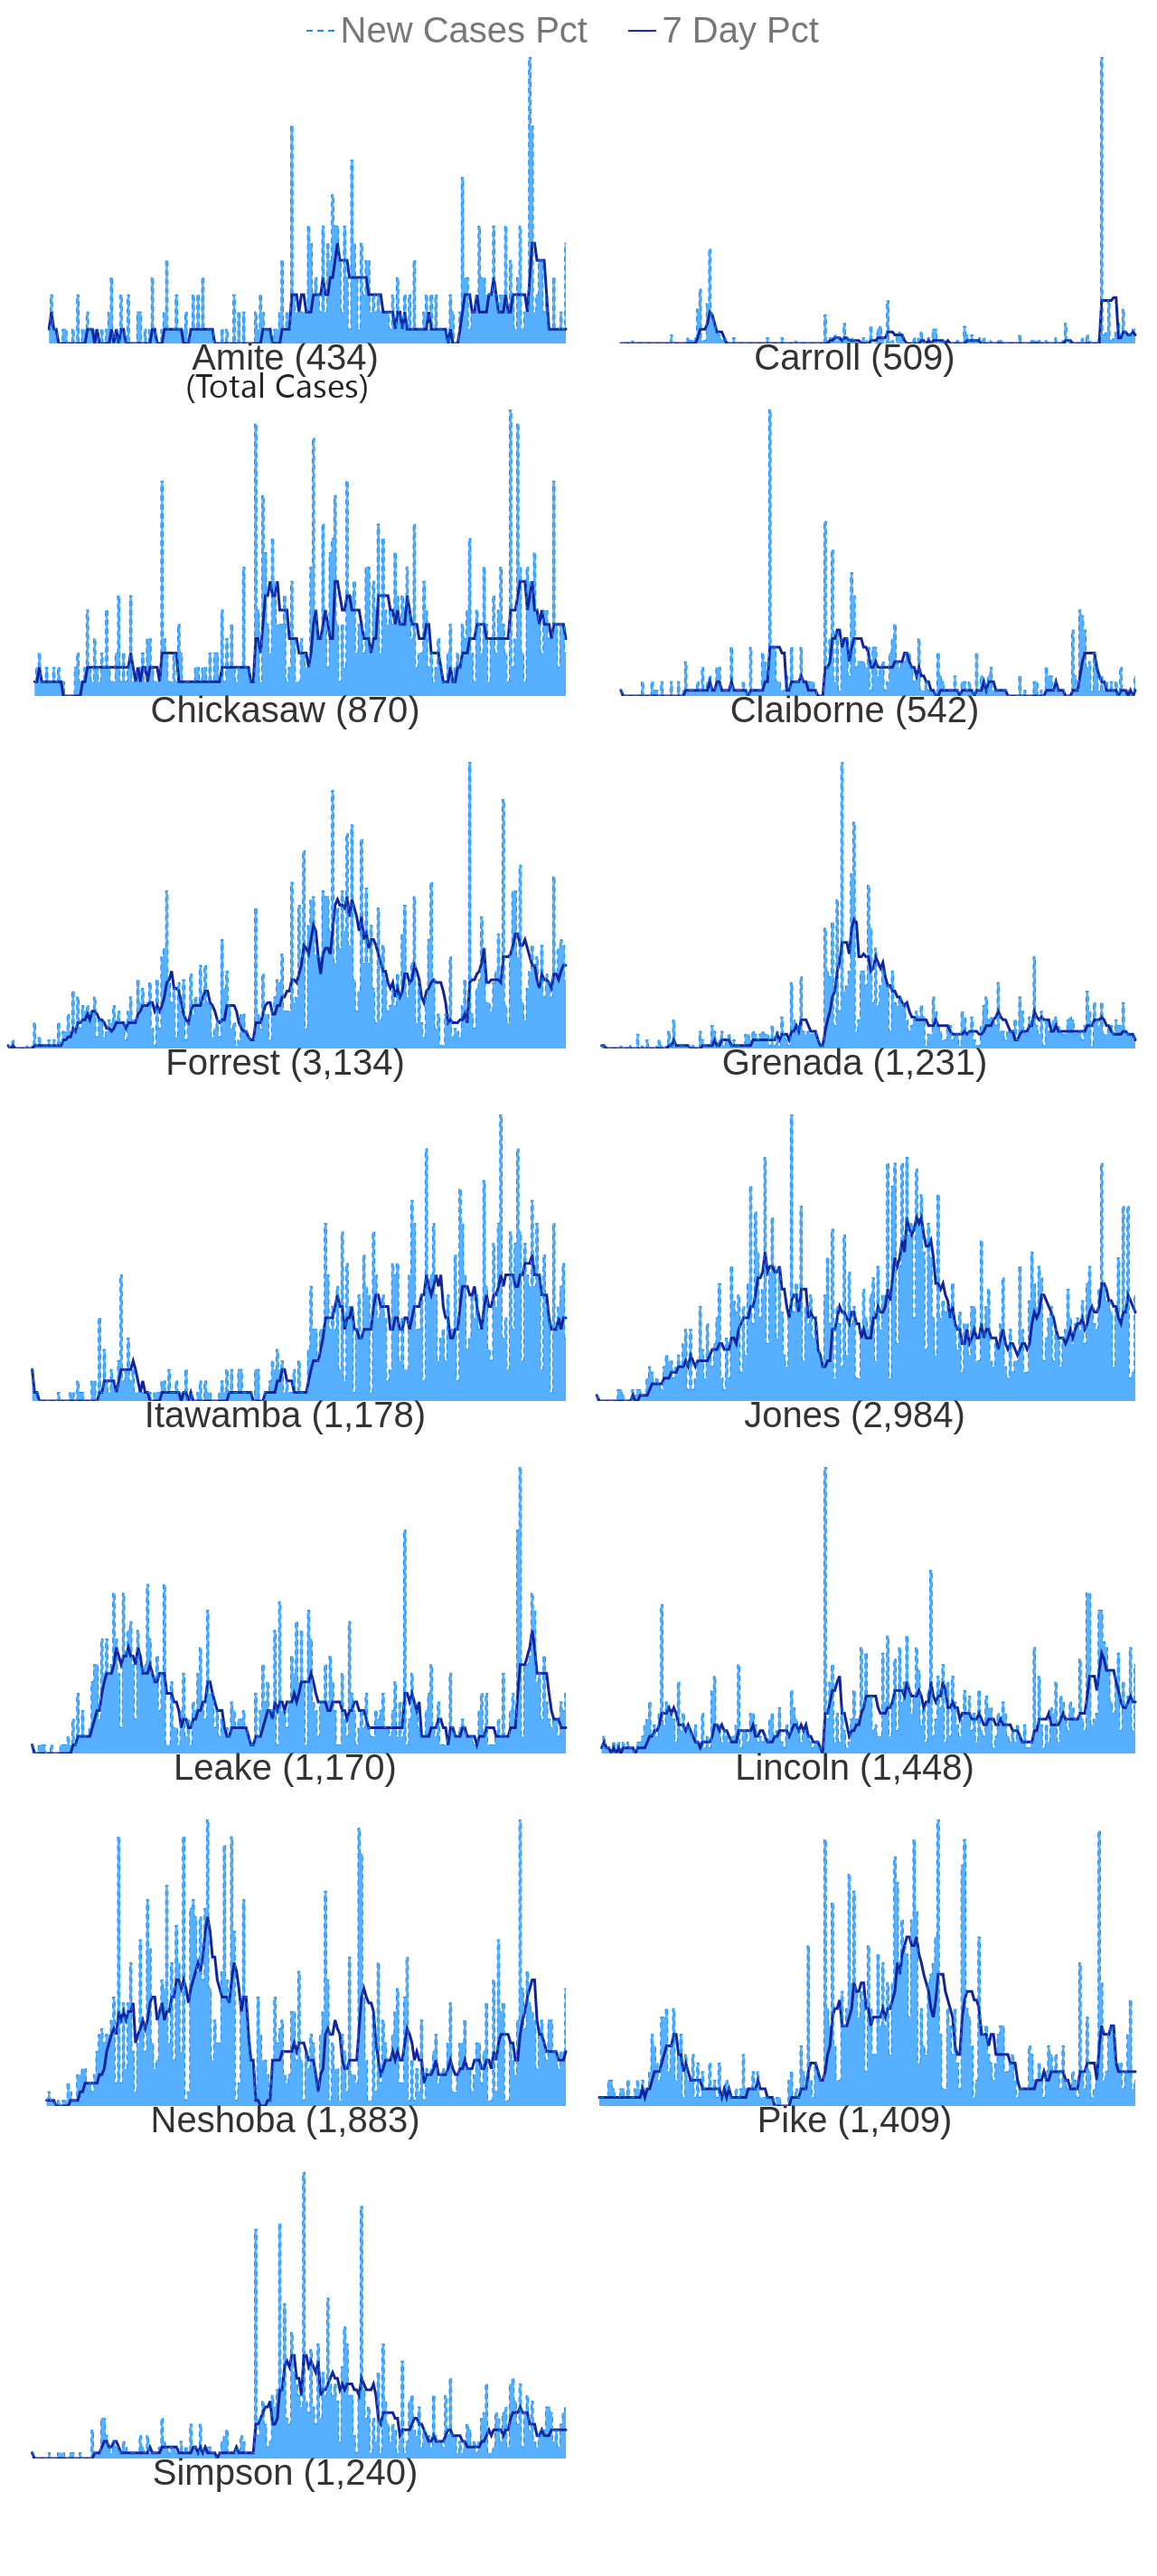 New Cases Pct 7 Day Pct
Amite (434) Carroll (509)
(Total Cases)
Chickasaw (870) Claiborne (542)
Forrest (3,134) Grenada (1,231)
Itawamba (1,178) Jones (2,984)
Leake (1,170) Lincoln (1,448)
Neshoba (1,883) Pike (1,409)
Simpson (1,240)